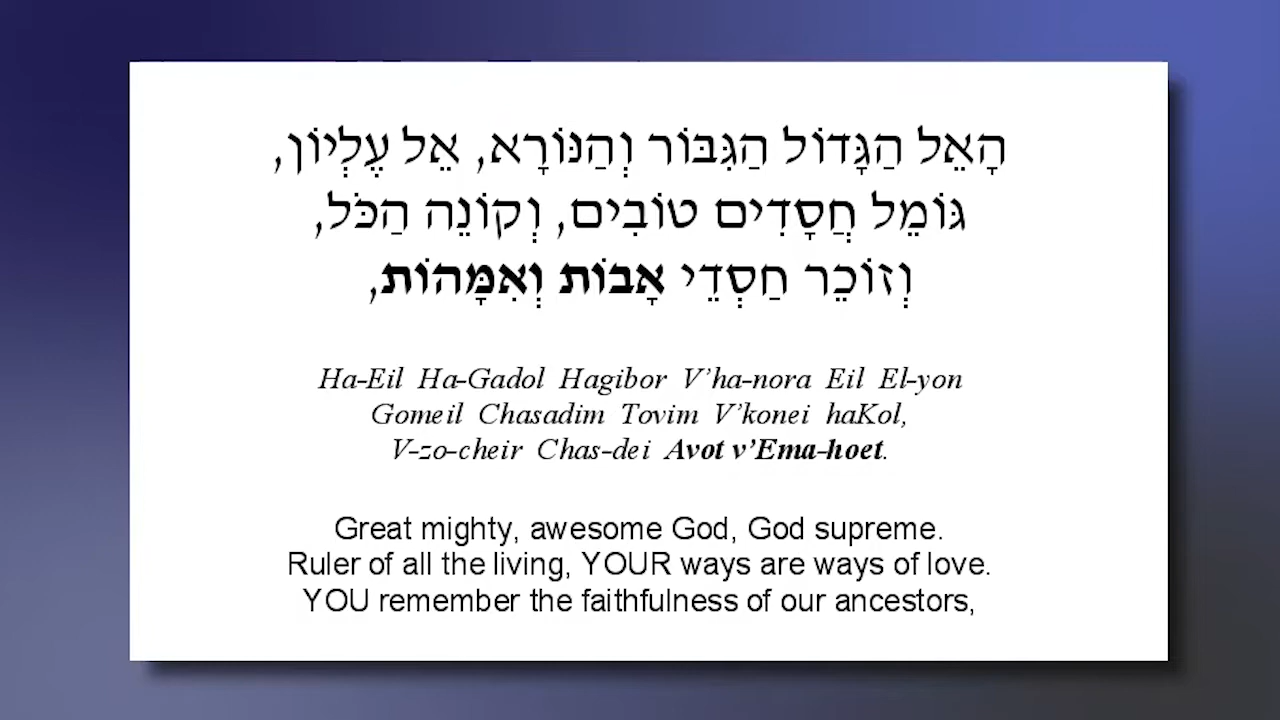 הָאֵל הַגָּדוֹל הַגִּבּוֹר וְהַנּוֹרָא, אֵל עֶלְיוֹן,
גּוֹמֵל חֲסָדִים טוֹבִים, וְקוֹנֵה הַכֹּל,
וְזוֹכֵר חַסְדֵי אָבוֹת וְאִמָּהוֹת,
Ha-Eil Ha-Gadol Hagibor V’ha-nora Eil El-yon
Gomeil Chasadim Tovim V’konei haKol,
V-zo-cheir Chas-dei Avot v’Ema-hoet.
Great mighty, awesome God, God supreme.
Ruler of all the living, YOUR ways are ways of love.
YOU remember the faithfulness of our ancestors,